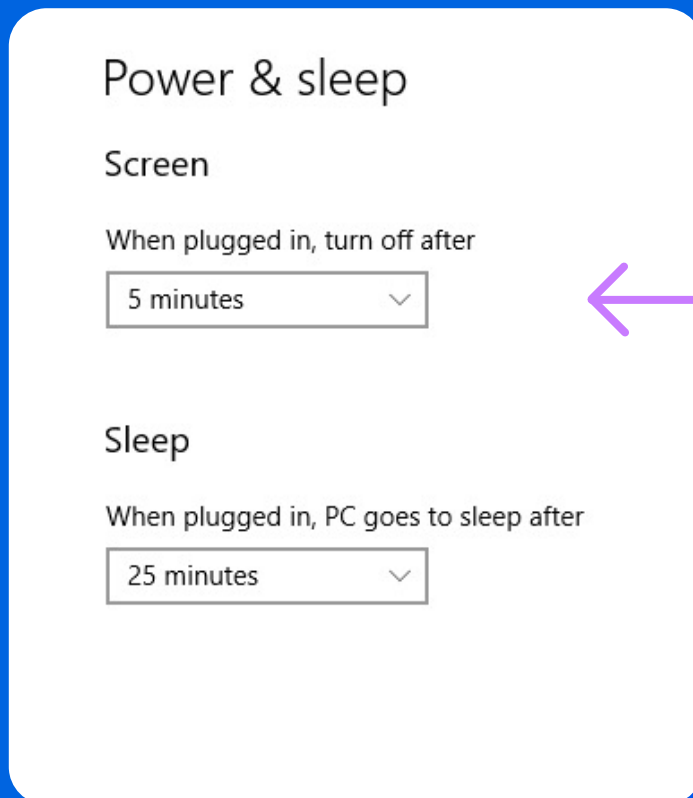 Power & sleep
Screen
When plugged in, turn off after
5 minutes
Sleep
When plugged in, PC goes to sleep after
25 minutes